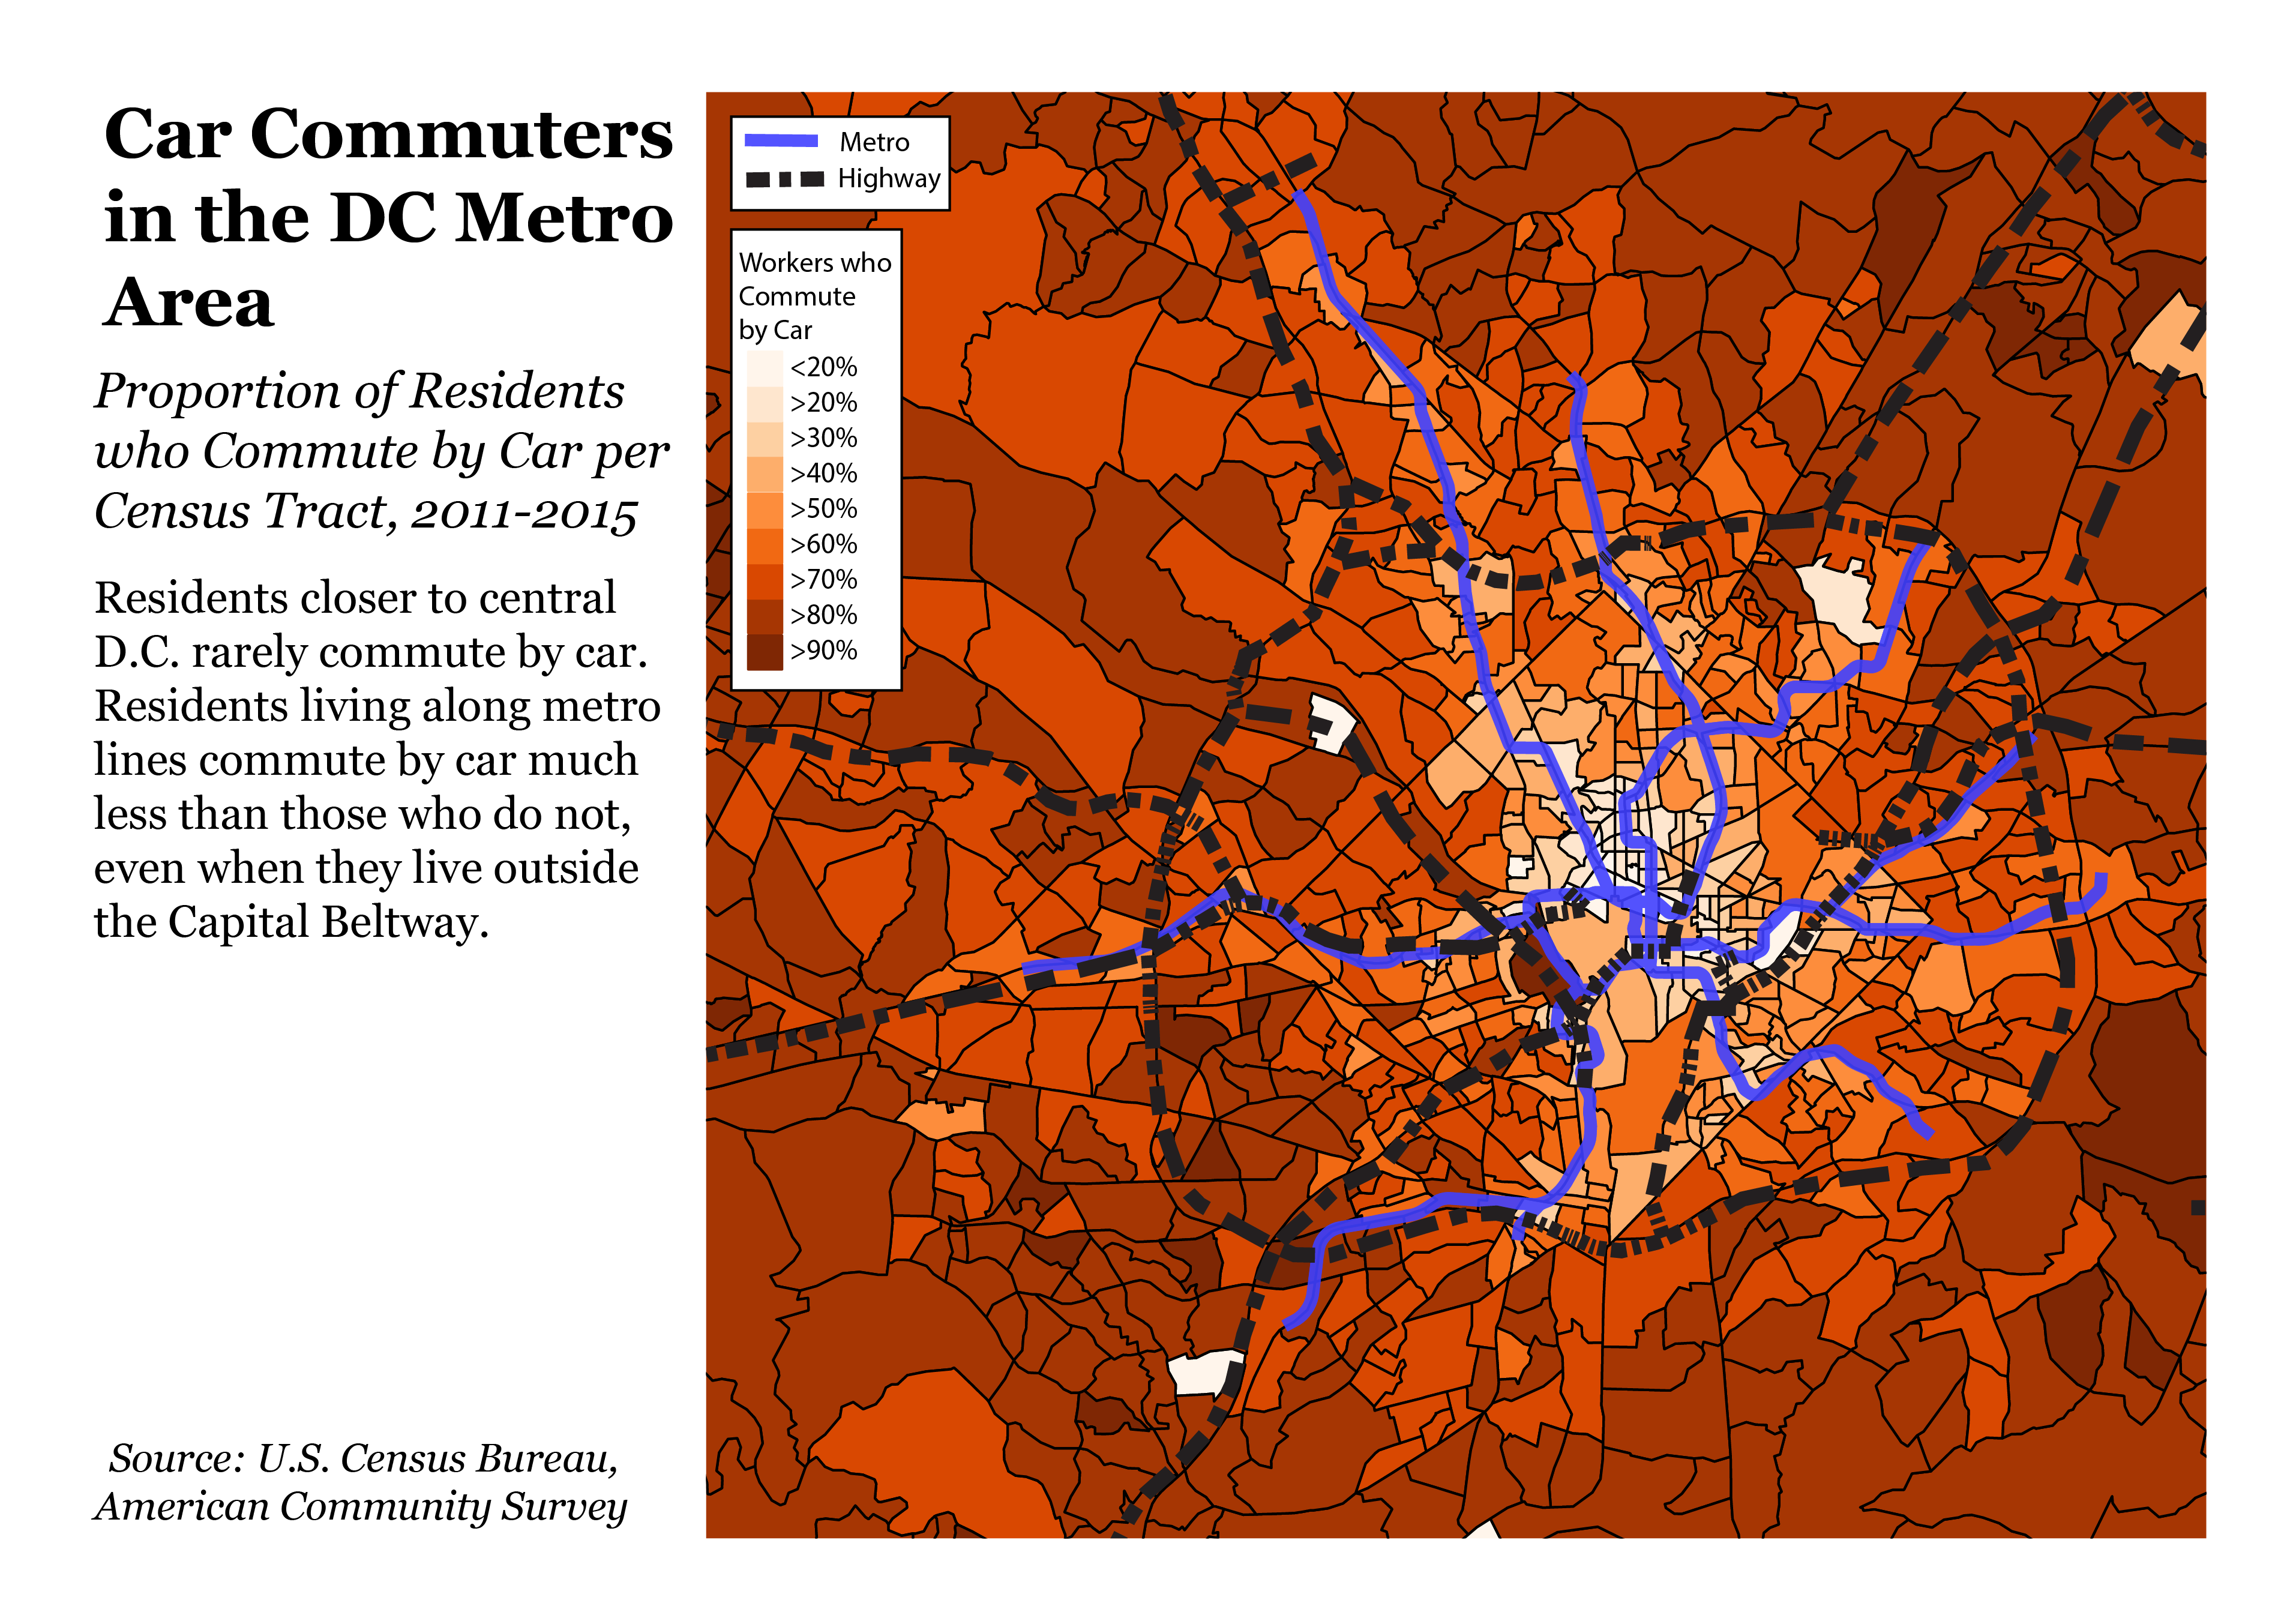 Car Commuters
in the DC Metro
Area
Proportion of Residents
who Commute by Car per
Census Tract, 2011-2015
Residents closer to central
D.C. rarely commute by car.
Residents living along metro
lines commute by car much
less than those who do not,
even when they live outside
the Capital Beltway.
Source: U.S. Census Bureau,
American Community Survey
Metro
Highway
Workers who
Commute
by Car
<20%
>20%
>30%
>40%
>50%
>60%
>70%
>80%
>90%